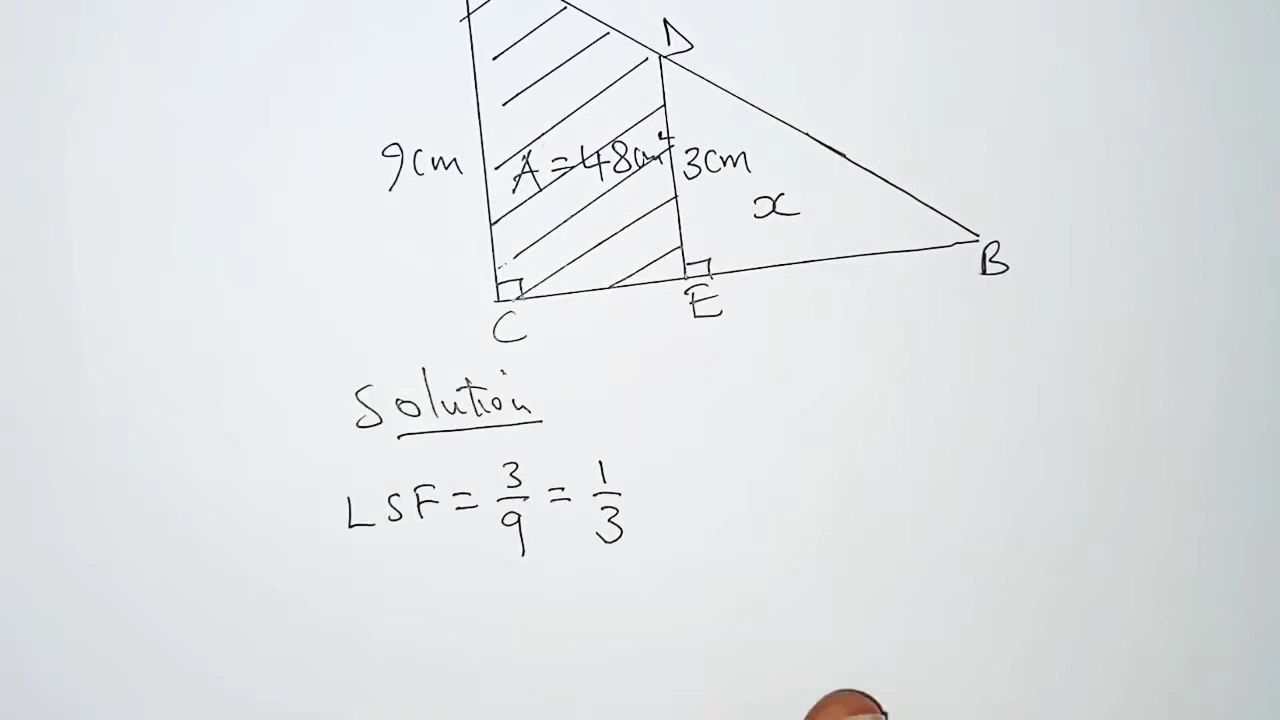 D
9cm A = 48cm² 3cm
x
B
C E
Solution
LSF = 3/9 = 1/3